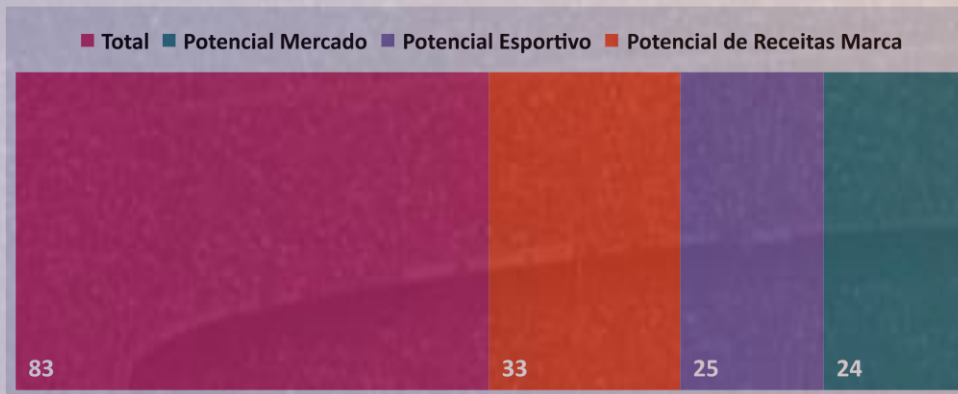 Total Potencial Mercado Potencial Esportivo Potencial de Receitas Marca
83 33 25 24